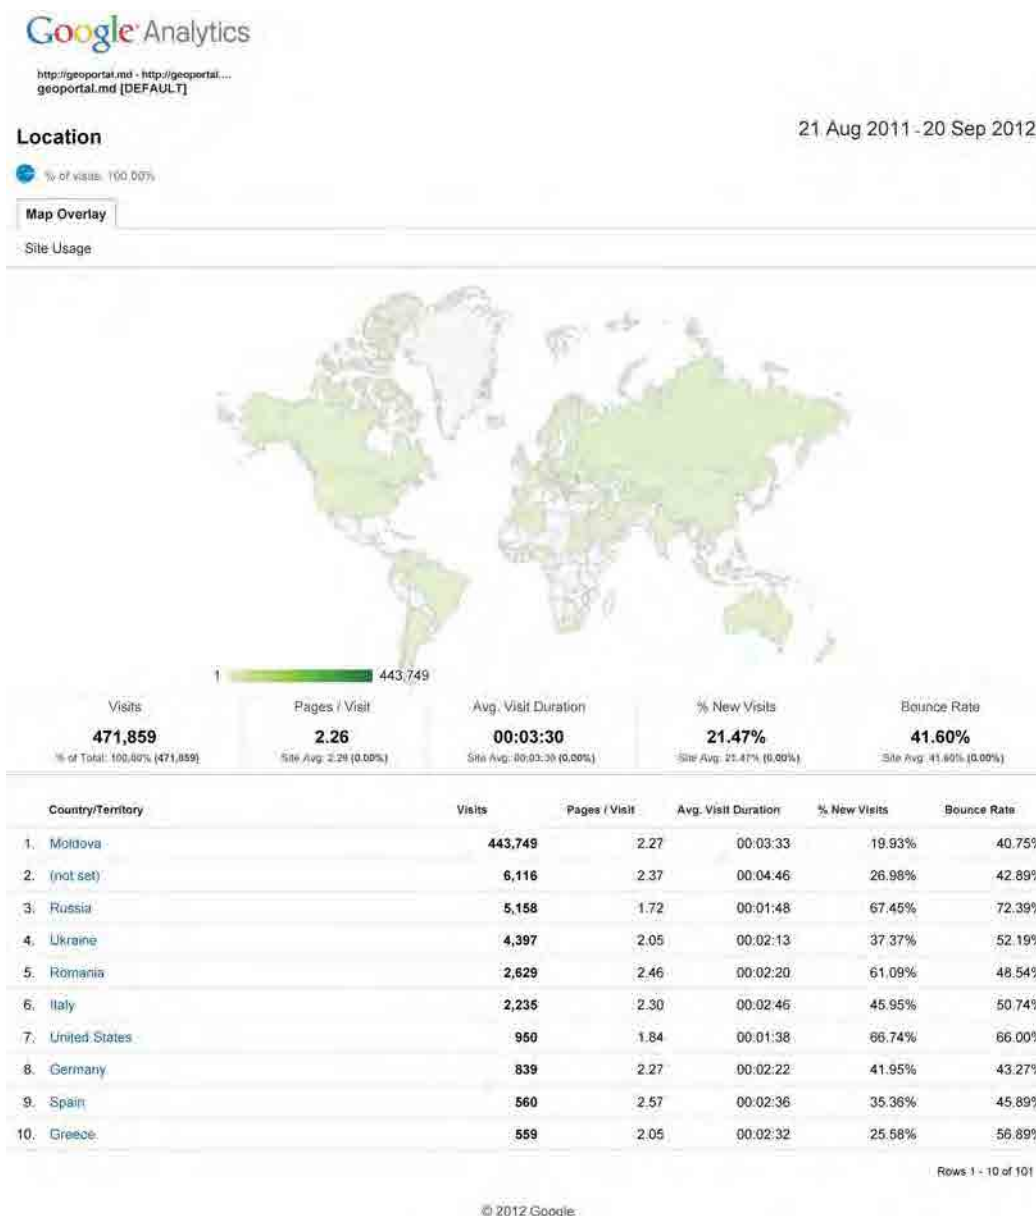 Google Analytics
http://geoportal.md - http://geoportal....
geoportal.md [DEFAULT]
Location
21 Aug 2011 - 20 Sep 2012
% of visits: 100.00%
Map Overlay
Site Usage
1 443,749
Visits Pages / Visit Avg. Visit Duration % New Visits Bounce Rate
471,859 2.26 00:03:30 21.47% 41.60%
% of Total: 100.00% (471,859) Site Avg: 2.26 (0.00%) Site Avg: 00:03:30 (0.00%) Site Avg: 21.47% (0.00%) Site Avg: 41.60% (0.00%)
Country/Territory Visits Pages / Visit Avg. Visit Duration % New Visits Bounce Rate
1. Moldova 443,749 2.27 00:03:33 19.93% 40.75%
2. (not set) 6,116 2.37 00:04:46 26.98% 42.89%
3. Russia 5,158 1.72 00:01:48 67.45% 72.39%
4. Ukraine 4,397 2.05 00:02:13 37.37% 52.19%
5. Romania 2,629 2.46 00:02:20 61.09% 48.54%
6. Italy 2,235 2.30 00:02:46 45.95% 50.74%
7. United States 950 1.84 00:01:38 66.74% 66.00%
8. Germany 839 2.27 00:02:22 41.95% 43.27%
9. Spain 560 2.57 00:02:36 35.36% 45.89%
10. Greece 559 2.05 00:02:32 25.58% 56.89%
Rows 1 - 10 of 101
© 2012 Google